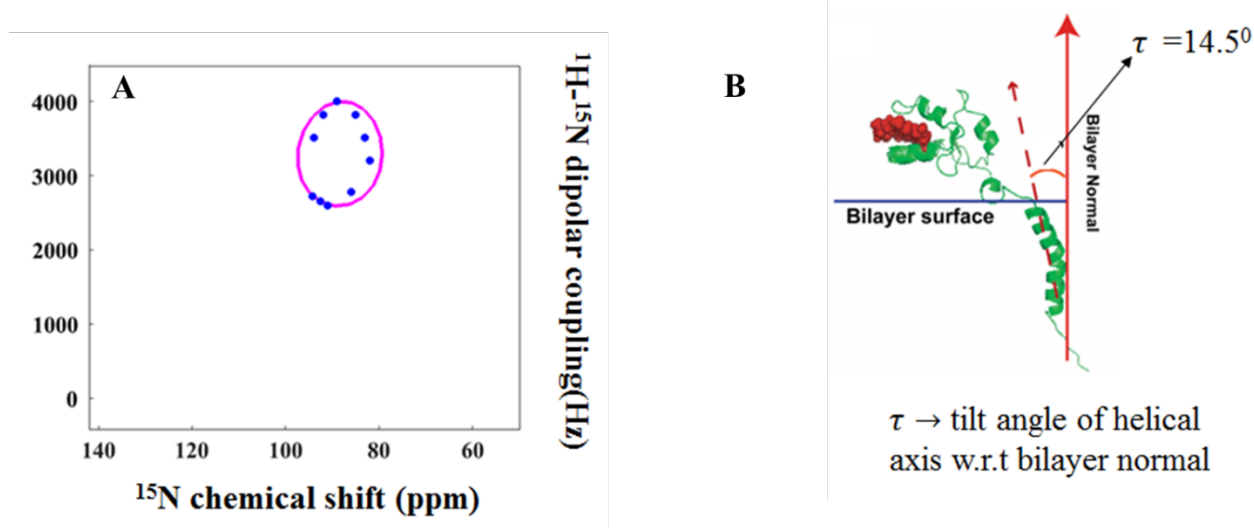 A
4000
3000
2000
1000
0
140 120 100 80 60
¹⁵N chemical shift (ppm)
¹H-¹⁵N dipolar coupling(Hz)
B
τ =14.5⁰
Bilayer Normal
Bilayer surface
τ → tilt angle of helical
axis w.r.t bilayer normal